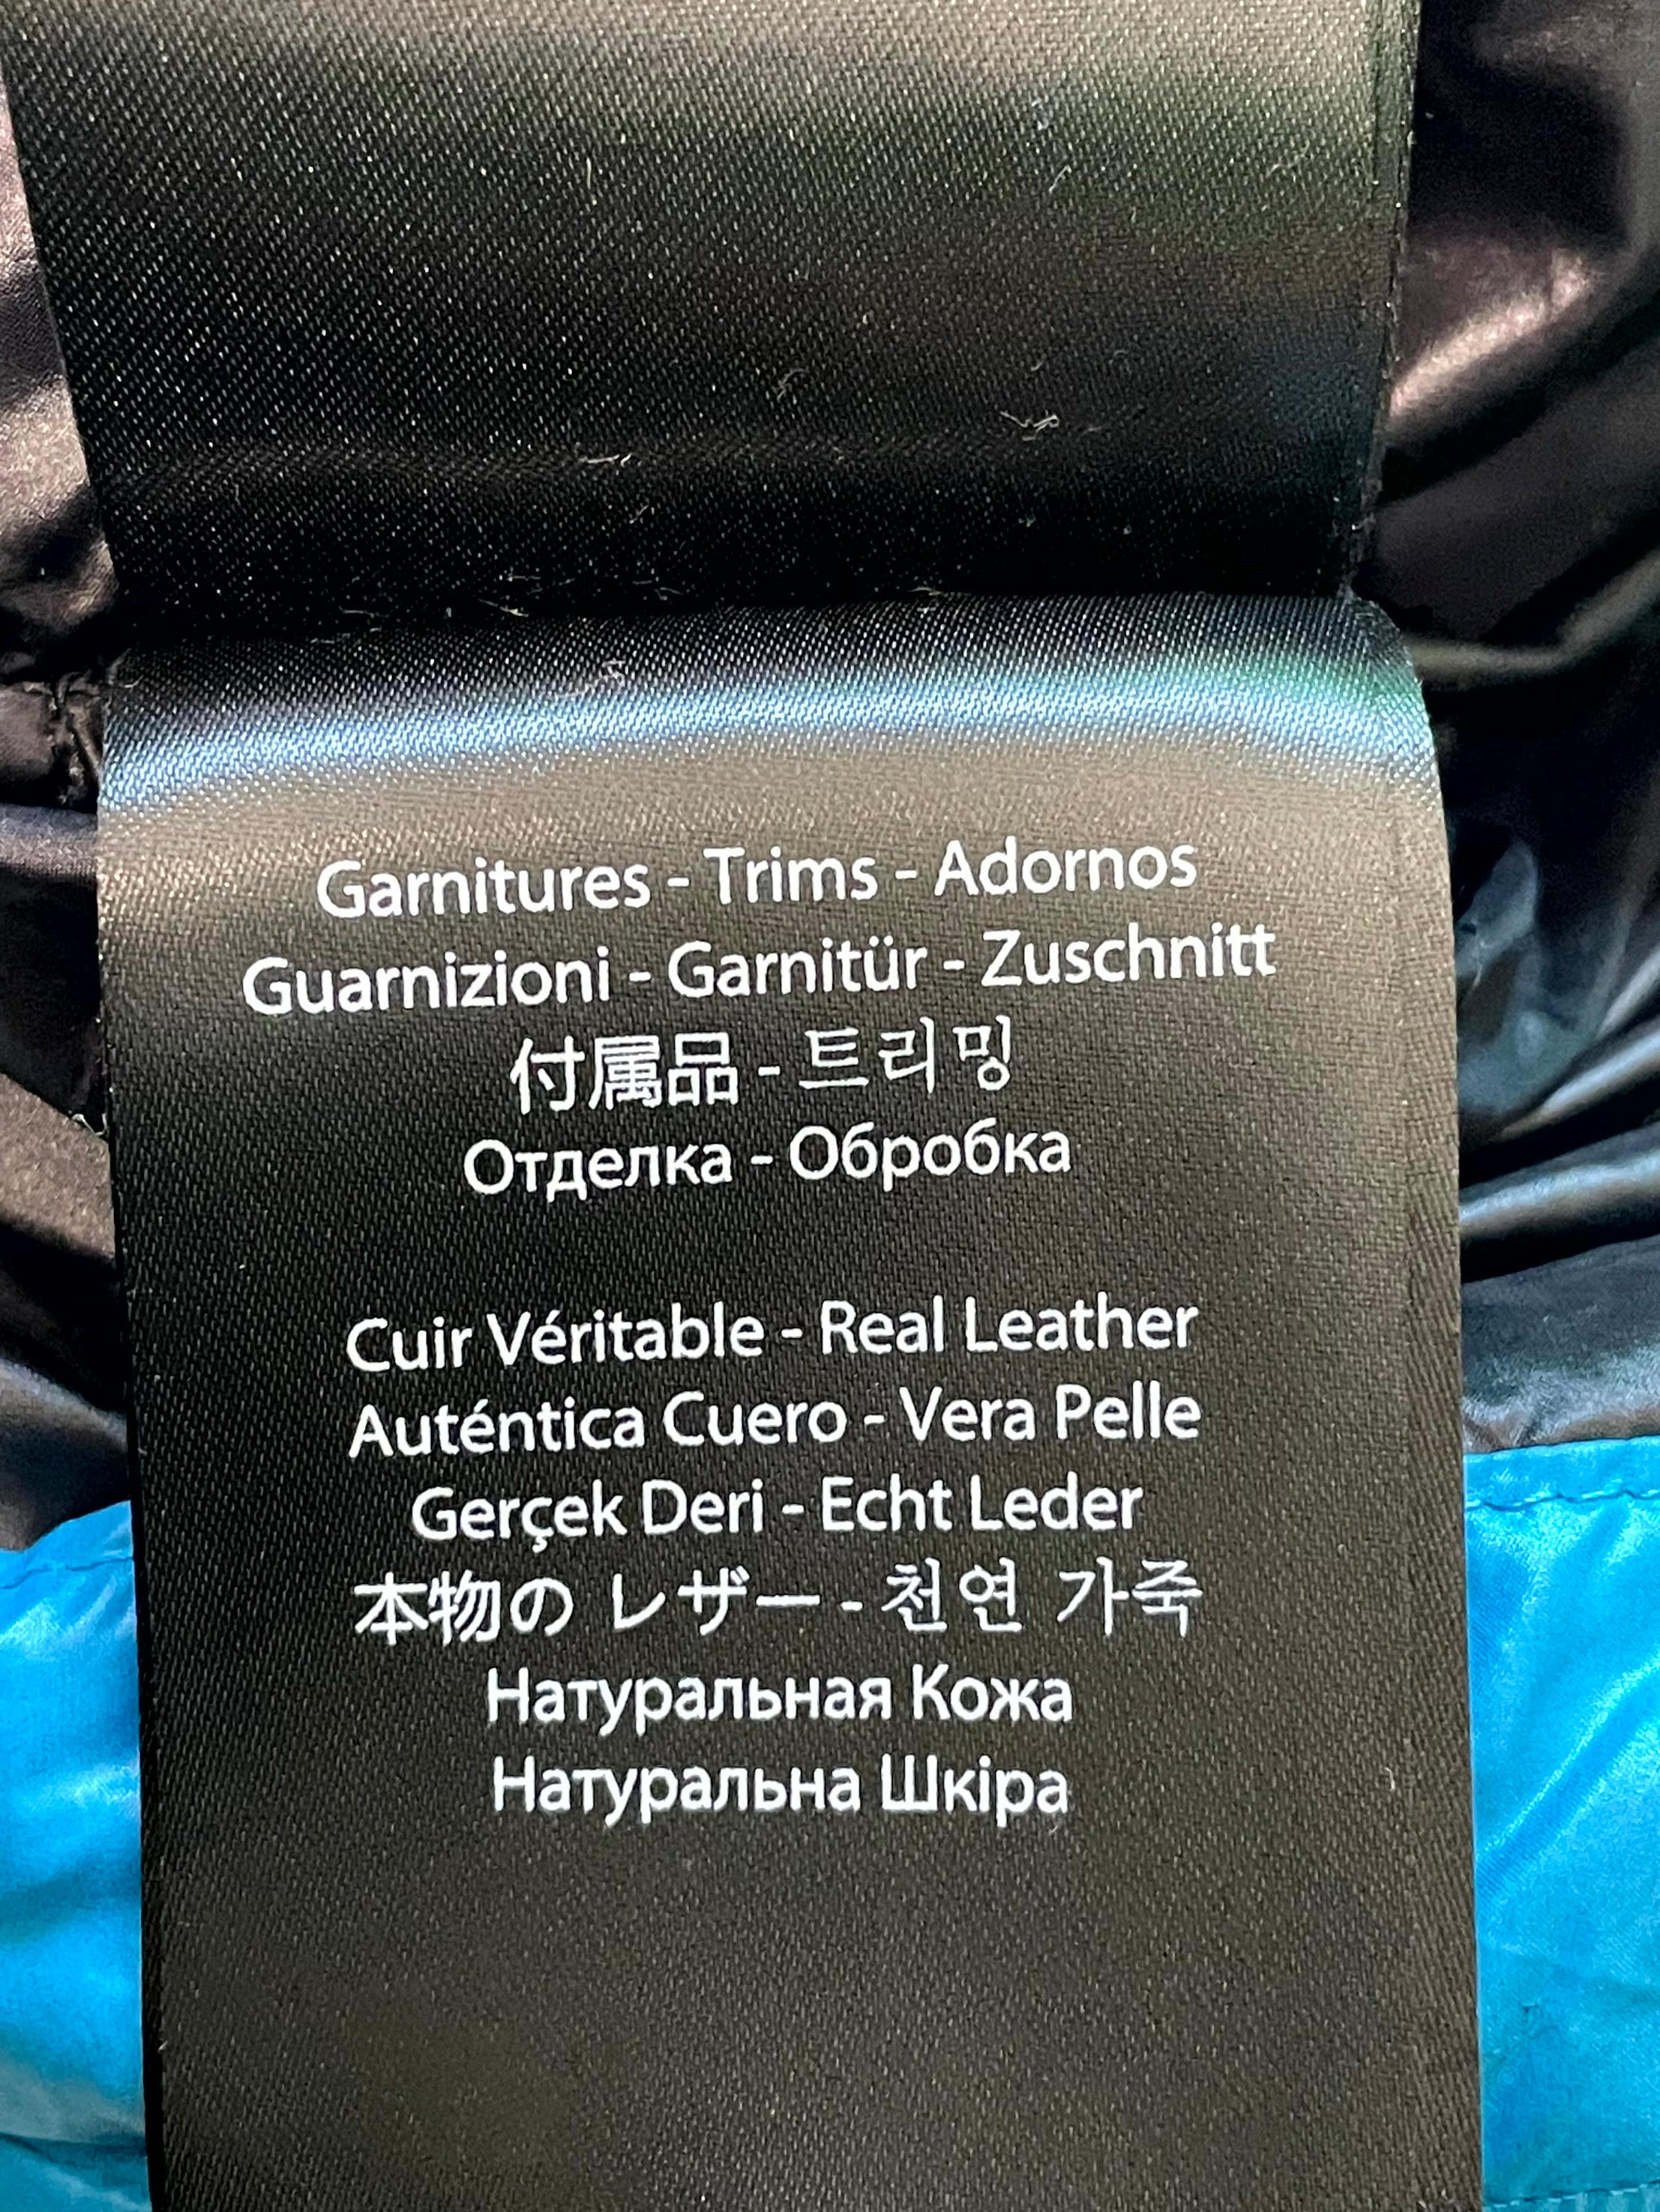 Garnitures - Trims - Adornos
Guarnizioni - Garnitür - Zuschnitt
付属品 - 트리밍
Отделка - Обробка
Cuir Véritable - Real Leather
Auténtica Cuero - Vera Pelle
Gerçek Deri - Echt Leder
本物の レザー - 천연 가죽
Натуральная Кожа
Натуральна Шкіра